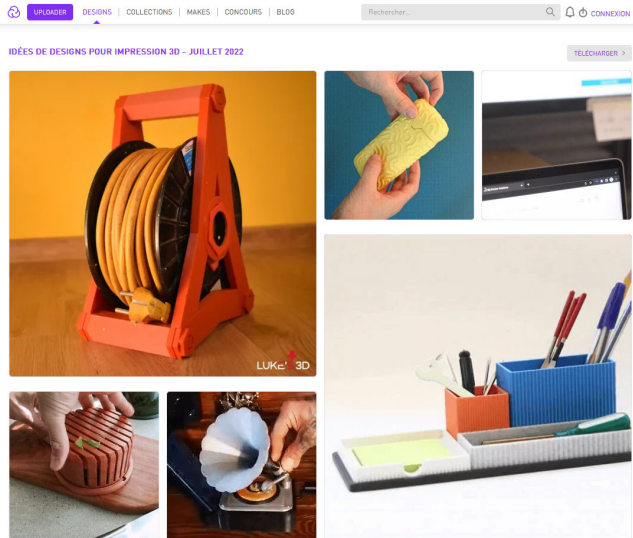 UPLOADER DESIGNS COLLECTIONS MAKES CONCOURS BLOG Rechercher... CONNEXION
IDÉES DE DESIGNS POUR IMPRESSION 3D - JUILLET 2022 TÉLÉCHARGER >
LUKE'S 3D